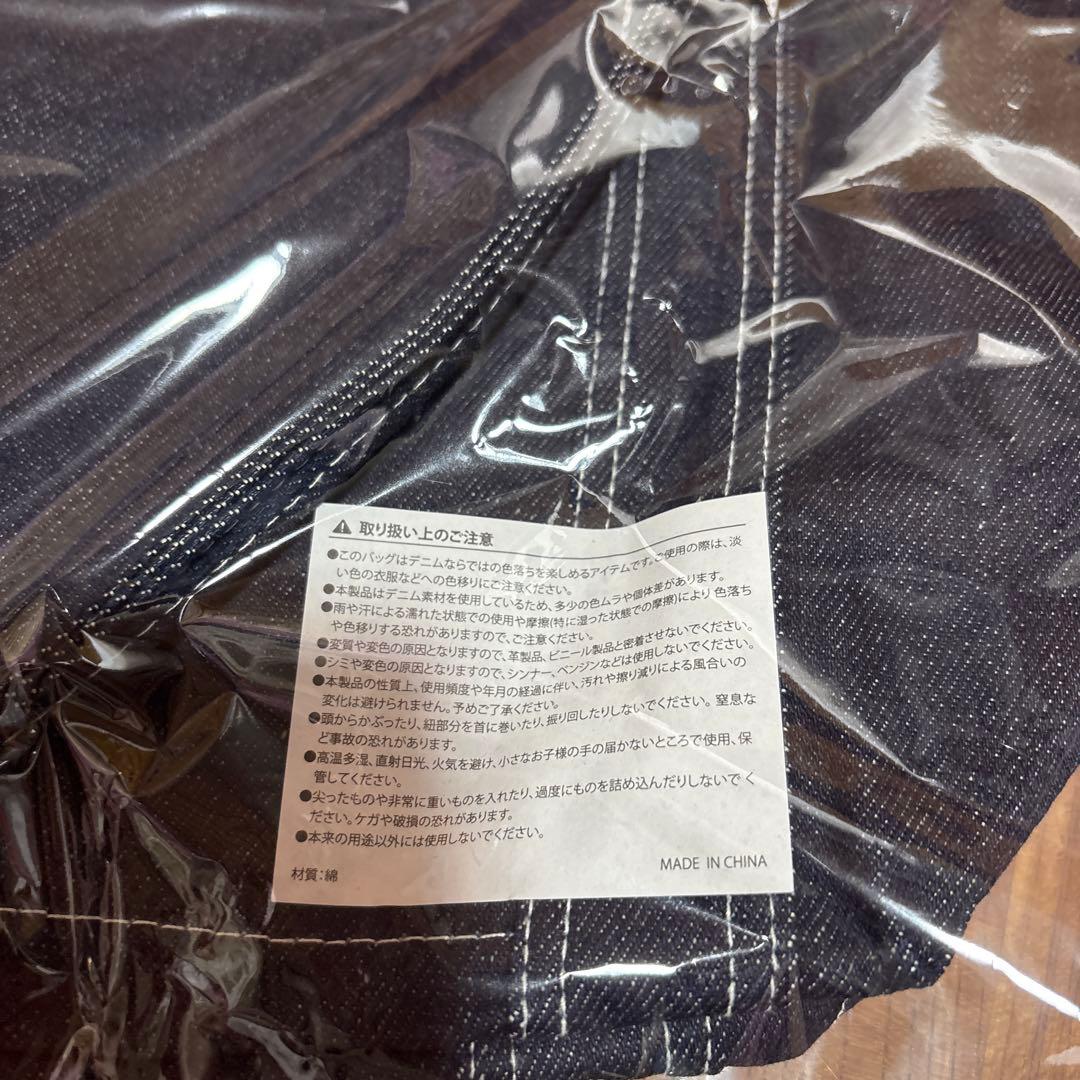 ⚠ 取り扱い上のご注意
●このバッグはデニムならではの色落ちを楽しめるアイテムです。ご使用の際は、淡
い色の衣服などへの色移りにご注意ください。
●本製品はデニム素材を使用しているため、多少の色ムラや個体差があります。
●雨や汗による濡れた状態での使用や摩擦(特に湿った状態での摩擦)により色落ち
や色移りする恐れがありますので、ご注意ください。
●変質や変色の原因となりますので、革製品、ビニール製品と密着させないでください。
●シミや変色の原因となりますので、シンナー、ベンジンなどは使用しないでください。
●本製品の性質上、使用頻度や年月の経過に伴い、汚れや擦り減りによる風合いの
変化は避けられません。予めご了承ください。
●頭からかぶったり、紐部分を首に巻いたり、振り回したりしないでください。窒息な
ど事故の恐れがあります。
●高温多湿、直射日光、火気を避け、小さなお子様の手の届かないところで使用、保
管してください。
●尖ったものや非常に重いものを入れたり、過度にものを詰め込んだりしないでく
ださい。ケガや破損の恐れがあります。
●本来の用途以外には使用しないでください。
材質：綿
MADE IN CHINA